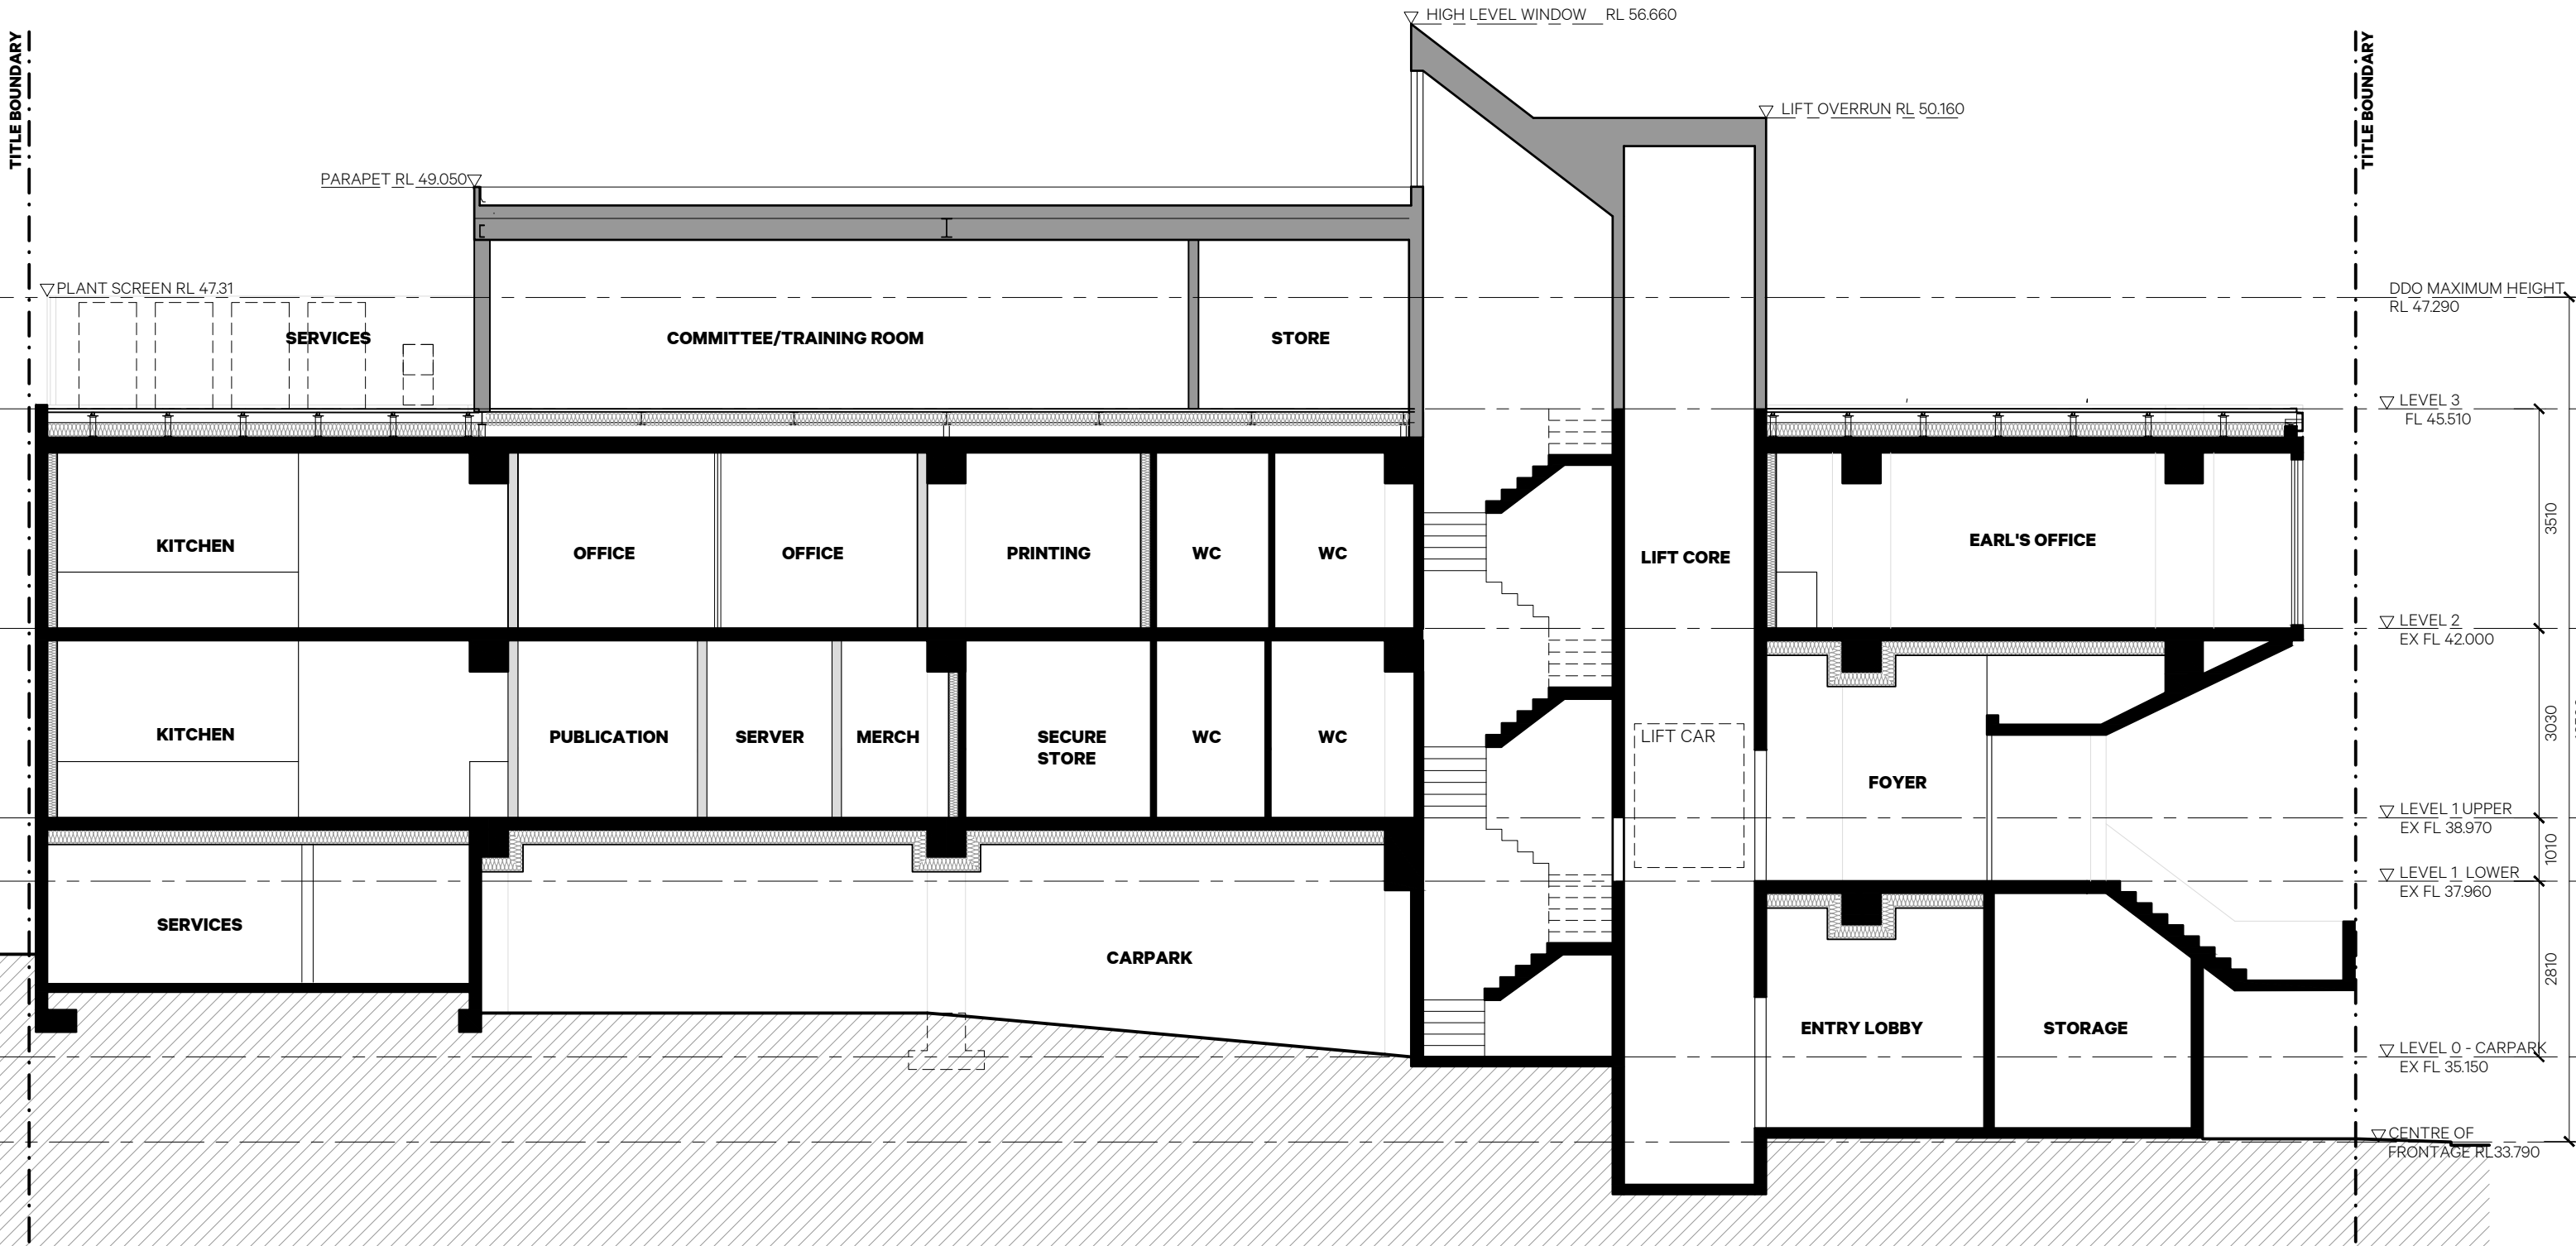 HIGH LEVEL WINDOW RL 56.660
TITLE BOUNDARY
TITLE BOUNDARY
LIFT OVERRUN RL 50.160
PARAPET RL 49.050
PLANT SCREEN RL 47.31
DDO MAXIMUM HEIGHT
RL 47.290
SERVICES
COMMITTEE/TRAINING ROOM
STORE
LEVEL 3
FL 45.510
3510
KITCHEN
OFFICE
OFFICE
PRINTING
WC
WC
LIFT CORE
EARL'S OFFICE
LEVEL 2
EX FL 42.000
3030
KITCHEN
PUBLICATION
SERVER
MERCH
SECURE
STORE
WC
WC
LIFT CAR
FOYER
LEVEL 1 UPPER
EX FL 38.970
1010
LEVEL 1 LOWER
EX FL 37.960
SERVICES
CARPARK
2810
ENTRY LOBBY
STORAGE
LEVEL 0 - CARPARK
EX FL 35.150
CENTRE OF
FRONTAGE RL33.790